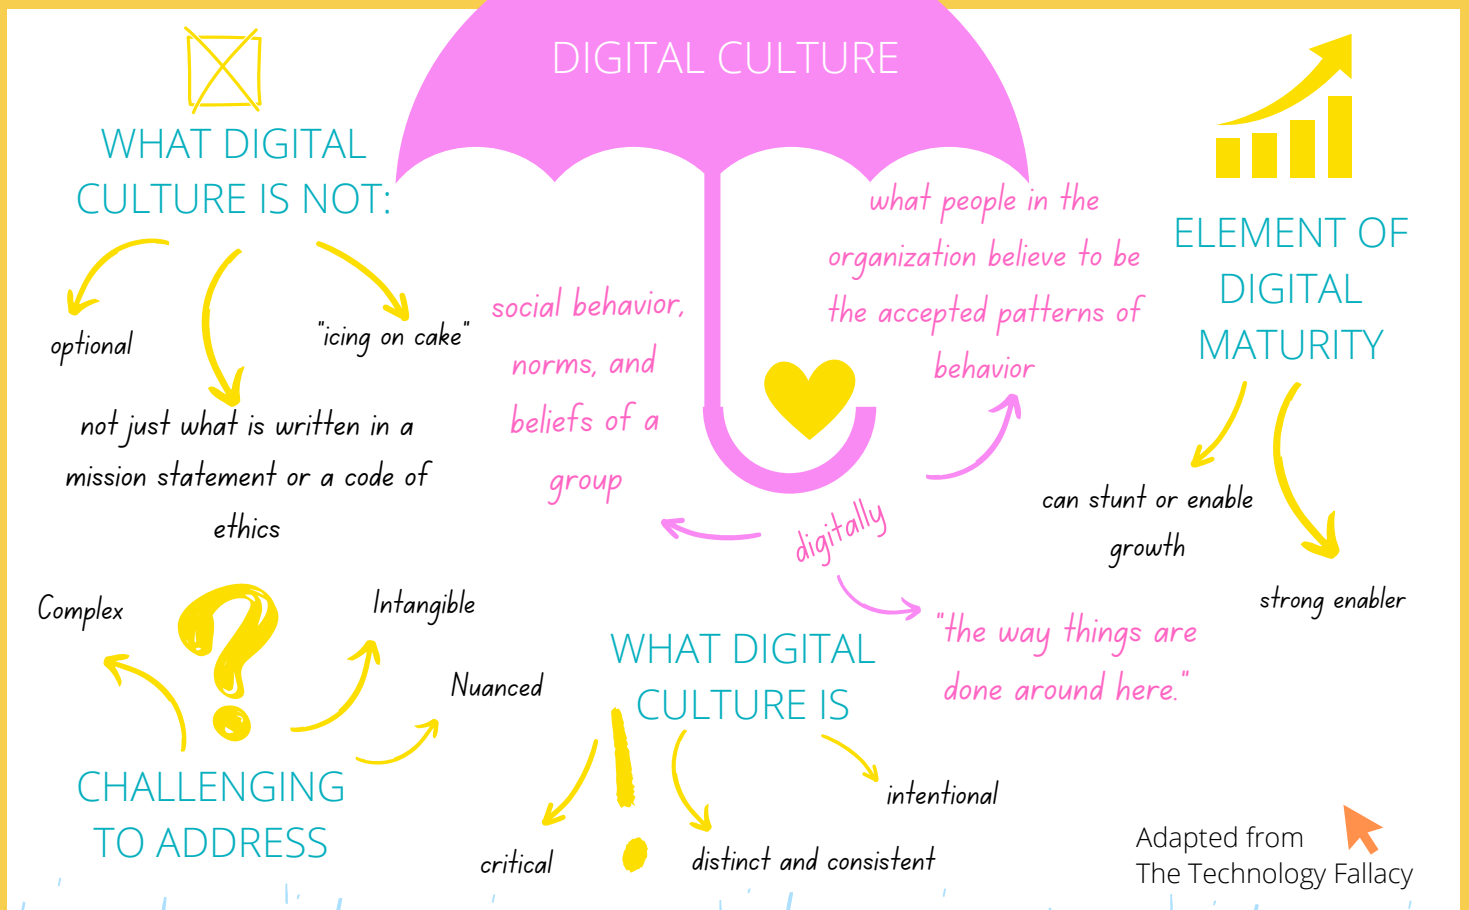 DIGITAL CULTURE
WHAT DIGITAL
CULTURE IS NOT:
optional
"icing on cake"
not just what is written in a
mission statement or a code of
ethics
social behavior,
norms, and
beliefs of a
group
what people in the
organization believe to be
the accepted patterns of
behavior
digitally
"the way things are
done around here."
ELEMENT OF
DIGITAL
MATURITY
can stunt or enable
growth
strong enabler
Complex
Intangible
Nuanced
CHALLENGING
TO ADDRESS
WHAT DIGITAL
CULTURE IS
critical
distinct and consistent
intentional
Adapted from
The Technology Fallacy